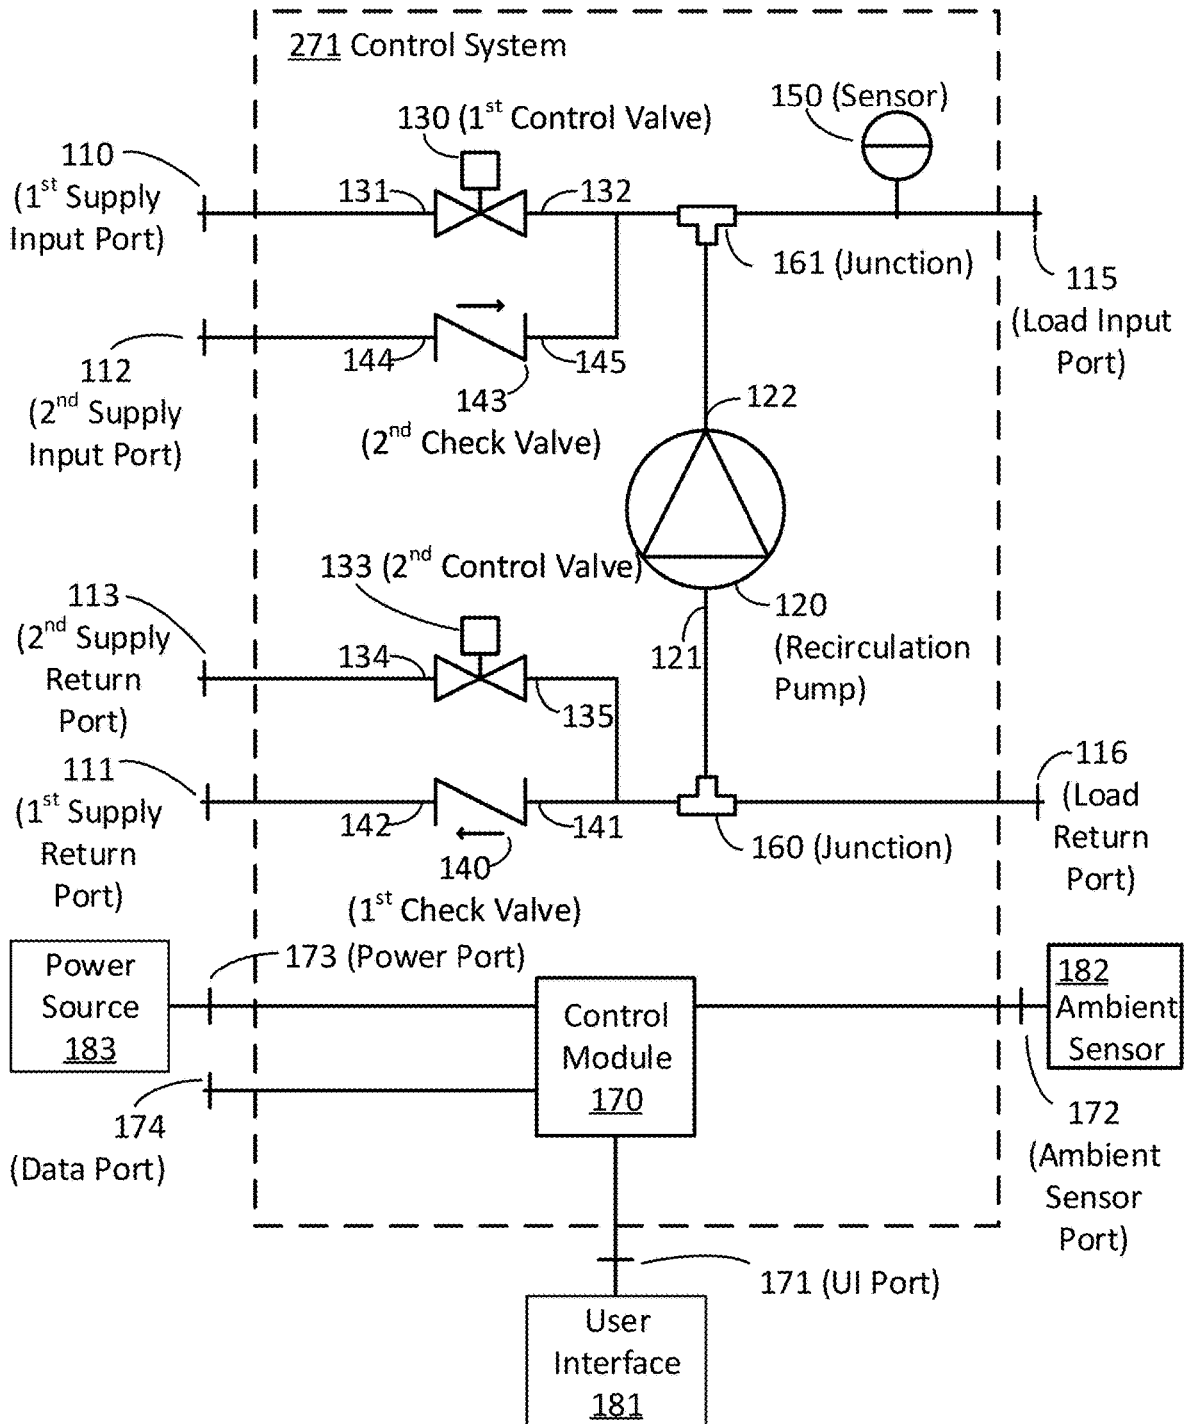 271 Control System
150 (Sensor)
130 (1st Control Valve)
110
(1st Supply
Input Port)
131
132
161 (Junction)
115
(Load Input
Port)
112
(2nd Supply
Input Port)
144
145
143
(2nd Check Valve)
122
133 (2nd Control Valve)
120
(Recirculation
Pump)
121
113
(2nd Supply
Return
Port)
134
135
111
(1st Supply
Return
Port)
142
141
140
(1st Check Valve)
160 (Junction)
116
(Load
Return
Port)
Power
Source
183
173 (Power Port)
Control
Module
170
182
Ambient
Sensor
174
(Data Port)
172
(Ambient
Sensor
Port)
171 (UI Port)
User
Interface
181